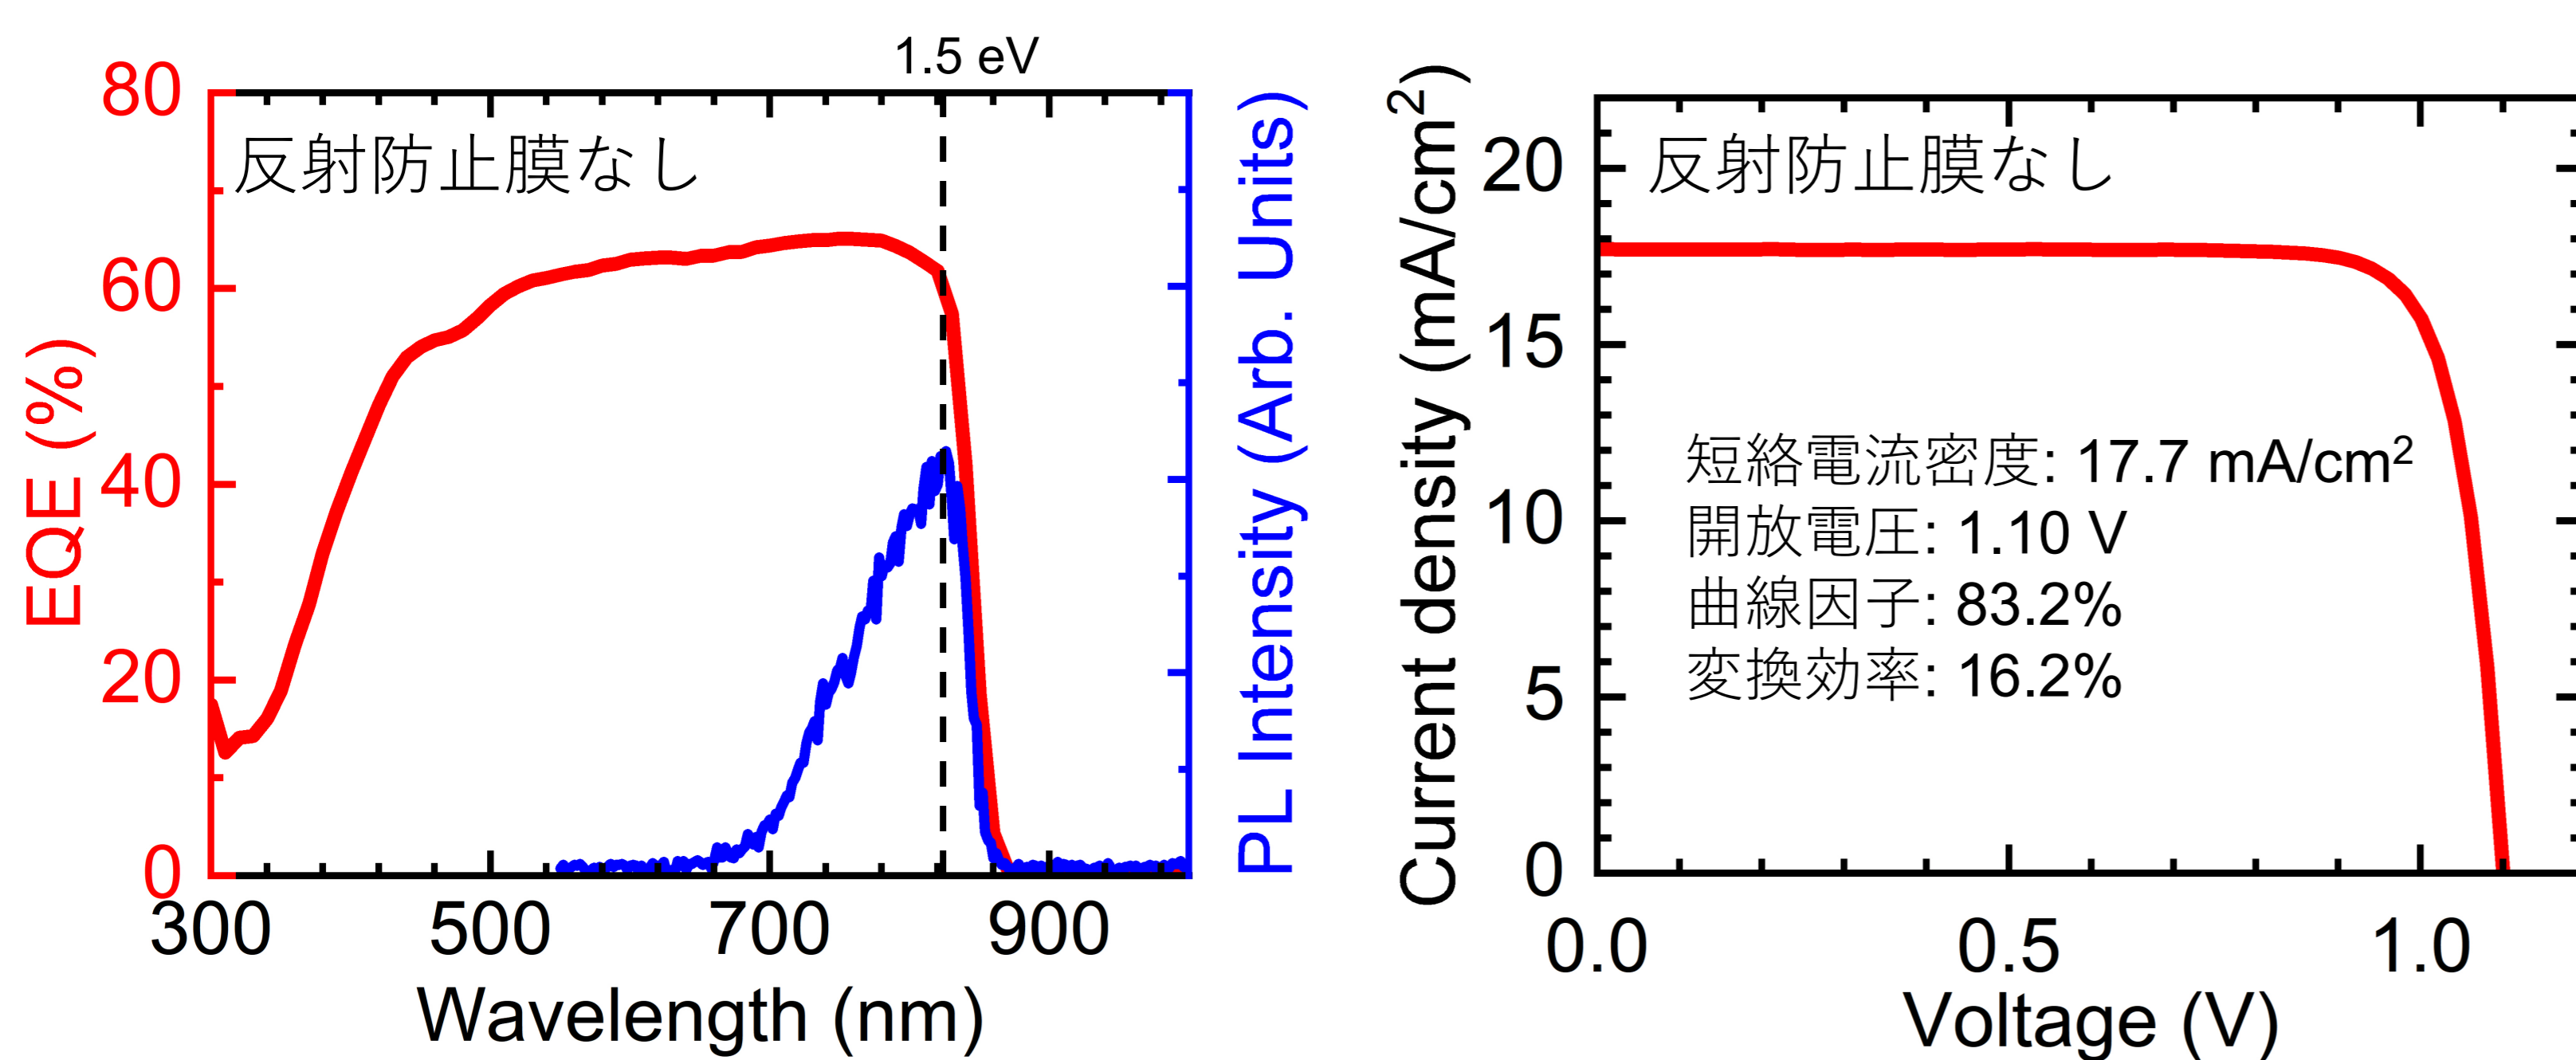 1.5 eV
80
60
40
20
0
EQE (%)
反射防止膜なし
PL Intensity (Arb. Units)
300 500 700 900
Wavelength (nm)
Current density (mA/cm²)
20
15
10
5
0
反射防止膜なし
短絡電流密度: 17.7 mA/cm²
開放電圧: 1.10 V
曲線因子: 83.2%
変換効率: 16.2%
0.0 0.5 1.0
Voltage (V)